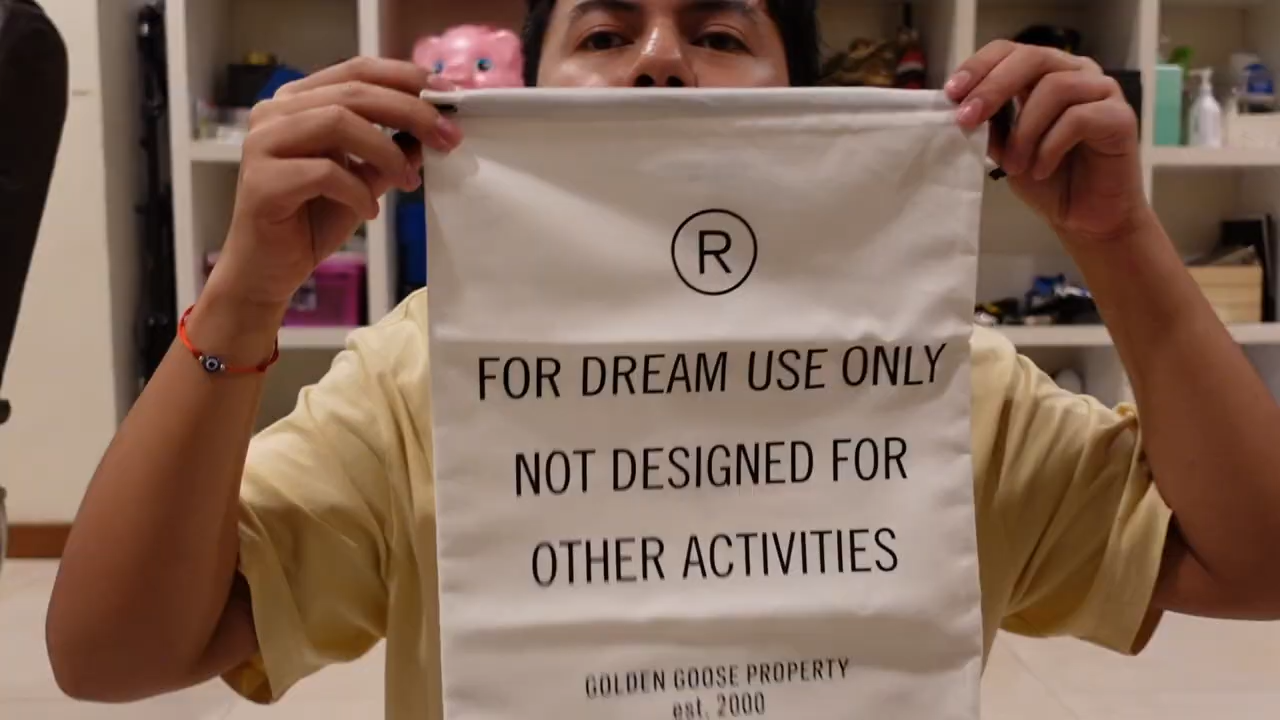 R
FOR DREAM USE ONLY
NOT DESIGNED FOR
OTHER ACTIVITIES
GOLDEN GOOSE PROPERTY
est. 2000